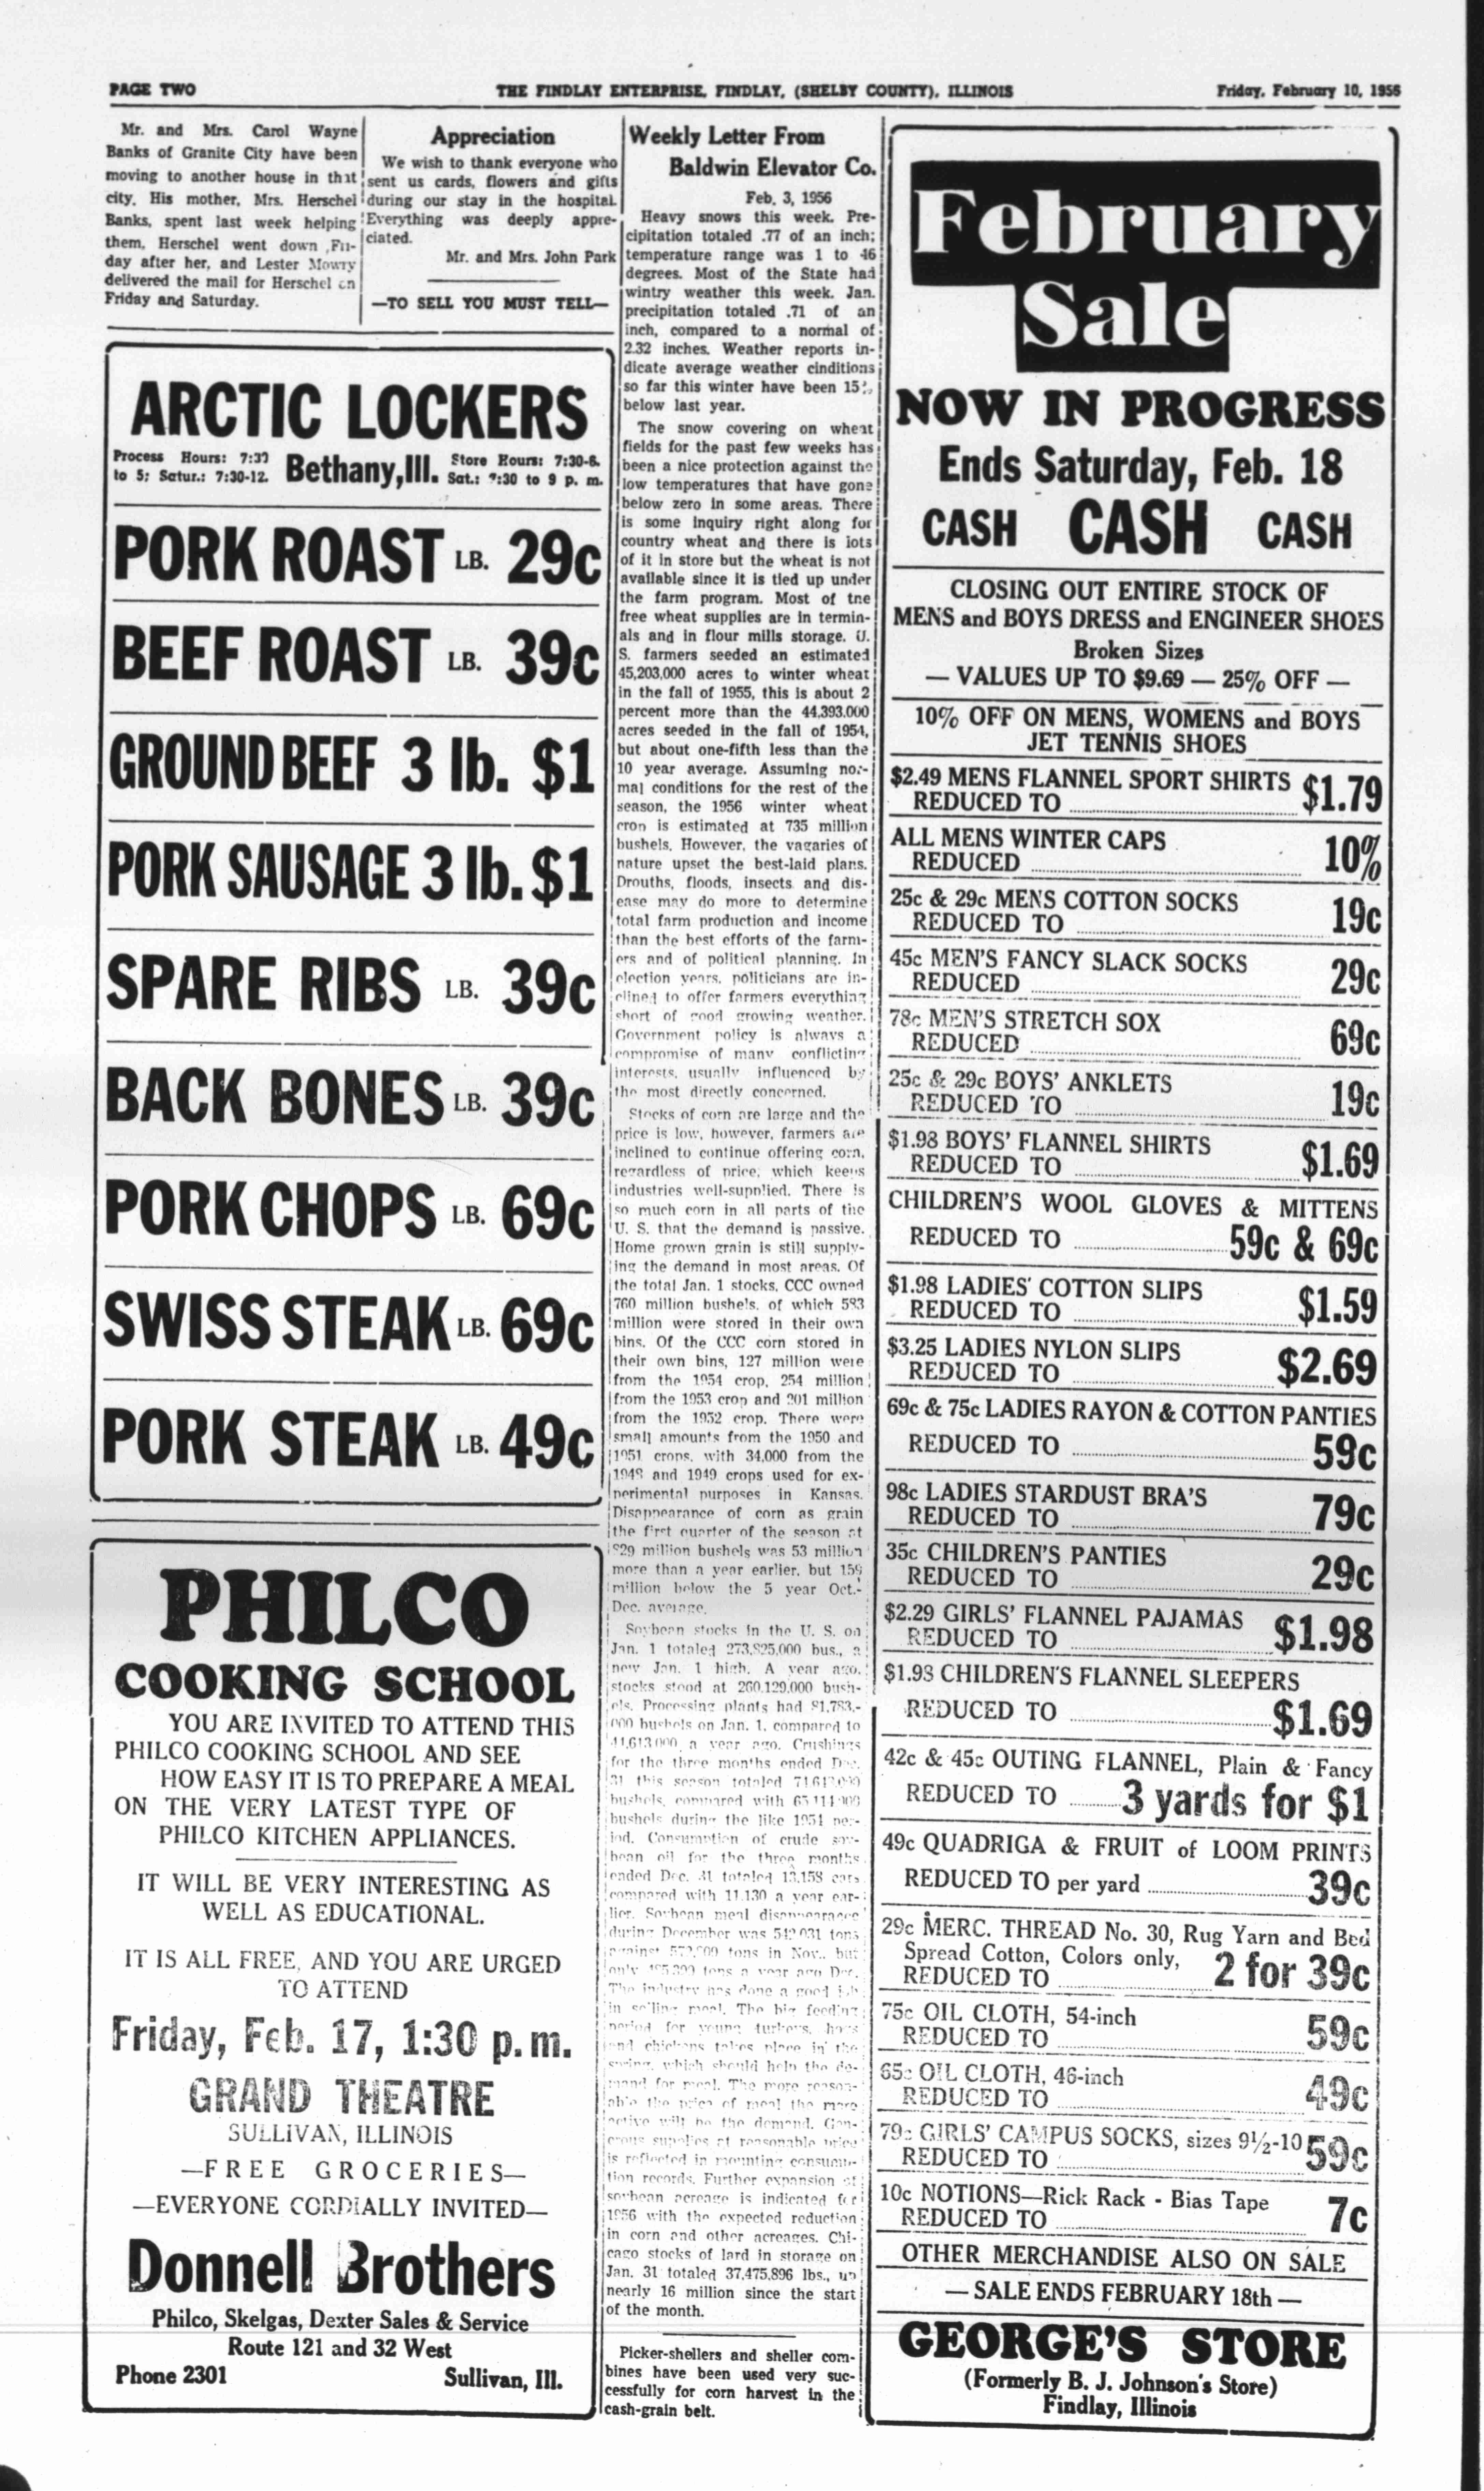 PAGE TWO
THE FINDLAY ENTERPRISE, FINDLAY, (SHELBY COUNTY), ILLINOIS
Friday, February 10, 1956
Mr. and Mrs. Carol Wayne
Banks of Granite City have been
moving to another house in that
city. His mother, Mrs. Herschel
Banks, spent last week helping
them. Herschel went down Fri-
day after her, and Lester Mowry
delivered the mail for Herschel on
Friday and Saturday.
Appreciation
We wish to thank everyone who
sent us cards, flowers and gifts
during our stay in the hospital.
Everything was deeply appre-
ciated.
Mr. and Mrs. John Park
—TO SELL YOU MUST TELL—
ARCTIC LOCKERS
Process Hours: 7:30
to 5; Satur.: 7:30-12.
Bethany, Ill.
Store Hours: 7:30-6.
Sat.: 7:30 to 9 p. m.
PORK ROAST LB. 29c
BEEF ROAST LB. 39c
GROUND BEEF 3 lb. $1
PORK SAUSAGE 3 lb. $1
SPARE RIBS LB. 39c
BACK BONES LB. 39c
PORK CHOPS LB. 69c
SWISS STEAK LB. 69c
PORK STEAK LB. 49c
PHILCO
COOKING SCHOOL
YOU ARE INVITED TO ATTEND THIS
PHILCO COOKING SCHOOL AND SEE
HOW EASY IT IS TO PREPARE A MEAL
ON THE VERY LATEST TYPE OF
PHILCO KITCHEN APPLIANCES.
IT WILL BE VERY INTERESTING AS
WELL AS EDUCATIONAL.
IT IS ALL FREE, AND YOU ARE URGED
TO ATTEND
Friday, Feb. 17, 1:30 p. m.
GRAND THEATRE
SULLIVAN, ILLINOIS
—FREE GROCERIES—
—EVERYONE CORDIALLY INVITED—
Donnell Brothers
Philco, Skelgas, Dexter Sales & Service
Route 121 and 32 West
Phone 2301 Sullivan, Ill.
Weekly Letter From
Baldwin Elevator Co.
Feb. 3, 1956
Heavy snows this week. Pre-
cipitation totaled .77 of an inch;
temperature range was 1 to 46
degrees. Most of the State had
wintry weather this week. Jan.
precipitation totaled .71 of an
inch, compared to a normal of
2.32 inches. Weather reports in-
dicate average weather cinditions
so far this winter have been
below last year.
The snow covering on wheat
fields for the past few weeks has
been a nice protection against the
low temperatures that have gone
below zero in some areas. There
is some inquiry right along for
country wheat and there is lots
of it in store but the wheat is not
available since it is tied up under
the farm program. Most of the
free wheat supplies are in termin-
als and in flour mills storage. U.
S. farmers seeded an estimated
45,203,000 acres to winter wheat
in the fall of 1955, this is about 2
percent more than the 44,393,000
acres seeded in the fall of 1954,
but about one-fifth less than the
10 year average. Assuming nor-
mal conditions for the rest of the
season, the 1956 winter wheat
crop is estimated at 735 million
bushels. However, the vagaries of
nature upset the best-laid plans.
Drouths, floods, insects and dis-
ease may do more to determine
total farm production and income
than the best efforts of the farm-
ers and of political planning. In
election years, politicians are in-
clined to offer farmers everything
short of good growing weather.
Government policy is always a
compromise of many conflicting
interests, usually influenced by
the most directly concerned.
Stocks of corn are large and the
price is low, however, farmers are
inclined to continue offering corn,
regardless of price, which keeps
industries well-supplied. There is
so much corn in all parts of the
U. S. that the demand is passive.
Home grown grain is still supply-
ing the demand in most areas. Of
the total Jan. 1 stocks, CCC owned
760 million bushels, of which 583
million were stored in their own
bins. Of the CCC corn stored in
their own bins, 127 million were
from the 1954 crop, 254 million
from the 1953 crop and 201 million
from the 1952 crop. There were
small amounts from the 1950 and
1951 crops, with 34,000 from the
1948 and 1949 crops used for ex-
perimental purposes in Kansas.
Disappearance of corn as grain
the first quarter of the season at
829 million bushels was 53 million
more than a year earlier, but 159
million below the 5 year Oct.-
Dec. average.
Soybean stocks in the U. S. on
Jan. 1 totaled 273,825,000 bus., a
new Jan. 1 high. A year ago,
stocks stood at 260,129,000 bush-
els. Processing plants had 81,783,-
000 bushels on Jan. 1, compared to
a year ago. Crushings
for the three months ended Dec.
31 this season totaled
bushels, compared with
bushels during the like 1954 per-
iod. Consumption of crude soy-
bean oil for the three months
ended Dec. 31 totaled 13,158 cars
compared with 11,130 a year ear-
lier. Soybean meal disappearance
during December was tons
against tons in Nov., but
only tons a year ago Dec.
The industry has done a good job
in selling meal. The big feeding
period for young turkeys, hogs
and chickens takes place in the
spring, which should help the de-
mand for meal. The more reason-
able the price of meal the more
active will be the demand. Gen-
erous supplies at reasonable price
is reflected in mounting consump-
tion records. Further expansion of
soybean acreage is indicated for
1956 with the expected reduction
in corn and other acreages. Chi-
cago stocks of lard in storage on
Jan. 31 totaled 37,475,896 lbs., up
nearly 16 million since the start
of the month.
Picker-shellers and sheller com-
bines have been used very suc-
cessfully for corn harvest in the
cash-grain belt.
February
Sale
NOW IN PROGRESS
Ends Saturday, Feb. 18
CASH CASH CASH
CLOSING OUT ENTIRE STOCK OF
MENS and BOYS DRESS and ENGINEER SHOES
Broken Sizes
— VALUES UP TO $9.69 — 25% OFF —
10% OFF ON MENS, WOMENS and BOYS
JET TENNIS SHOES
$2.49 MENS FLANNEL SPORT SHIRTS
REDUCED TO $1.79
ALL MENS WINTER CAPS
REDUCED 10%
25c & 29c MENS COTTON SOCKS
REDUCED TO 19c
45c MEN'S FANCY SLACK SOCKS
REDUCED 29c
78c MEN'S STRETCH SOX
REDUCED 69c
25c & 29c BOYS' ANKLETS
REDUCED TO 19c
$1.98 BOYS' FLANNEL SHIRTS
REDUCED TO $1.69
CHILDREN'S WOOL GLOVES & MITTENS
REDUCED TO 59c & 69c
$1.98 LADIES' COTTON SLIPS
REDUCED TO $1.59
$3.25 LADIES NYLON SLIPS
REDUCED TO $2.69
69c & 75c LADIES RAYON & COTTON PANTIES
REDUCED TO 59c
98c LADIES STARDUST BRA'S
REDUCED TO 79c
35c CHILDREN'S PANTIES
REDUCED TO 29c
$2.29 GIRLS' FLANNEL PAJAMAS
REDUCED TO $1.98
$1.98 CHILDREN'S FLANNEL SLEEPERS
REDUCED TO $1.69
42c & 45c OUTING FLANNEL, Plain & Fancy
REDUCED TO 3 yards for $1
49c QUADRIGA & FRUIT of LOOM PRINTS
REDUCED TO per yard 39c
29c MERC. THREAD No. 30, Rug Yarn and Bed
Spread Cotton, Colors only,
REDUCED TO 2 for 39c
75c OIL CLOTH, 54-inch
REDUCED TO 59c
65c OIL CLOTH, 46-inch
REDUCED TO 49c
79c GIRLS' CAMPUS SOCKS, sizes 9½-10
REDUCED TO 59c
10c NOTIONS—Rick Rack - Bias Tape
REDUCED TO 7c
OTHER MERCHANDISE ALSO ON SALE
— SALE ENDS FEBRUARY 18th —
GEORGE'S STORE
(Formerly B. J. Johnson's Store)
Findlay, Illinois